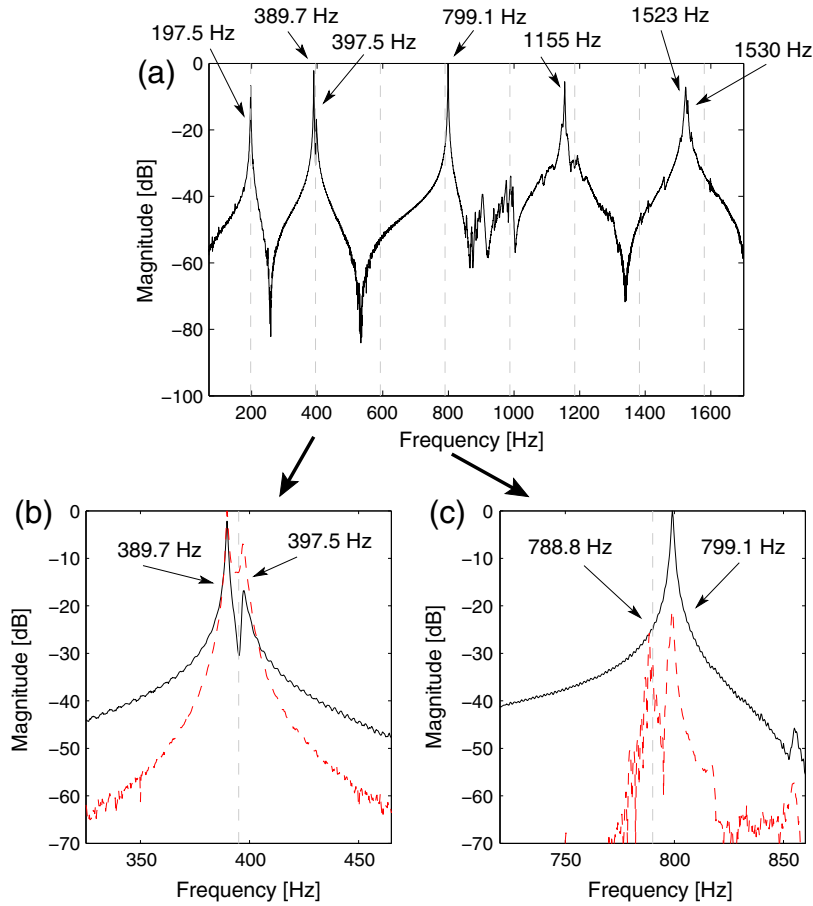 389.7 Hz
799.1 Hz
1523 Hz
197.5 Hz
397.5 Hz
1155 Hz
1530 Hz
(a)
0
−20
−40
−60
−80
−100
Magnitude [dB]
200 400 600 800 1000 1200 1400 1600
Frequency [Hz]
(b)
0
−10
−20
−30
−40
−50
−60
−70
Magnitude [dB]
389.7 Hz
397.5 Hz
350 400 450
Frequency [Hz]
(c)
0
−10
−20
−30
−40
−50
−60
−70
Magnitude [dB]
788.8 Hz
799.1 Hz
750 800 850
Frequency [Hz]